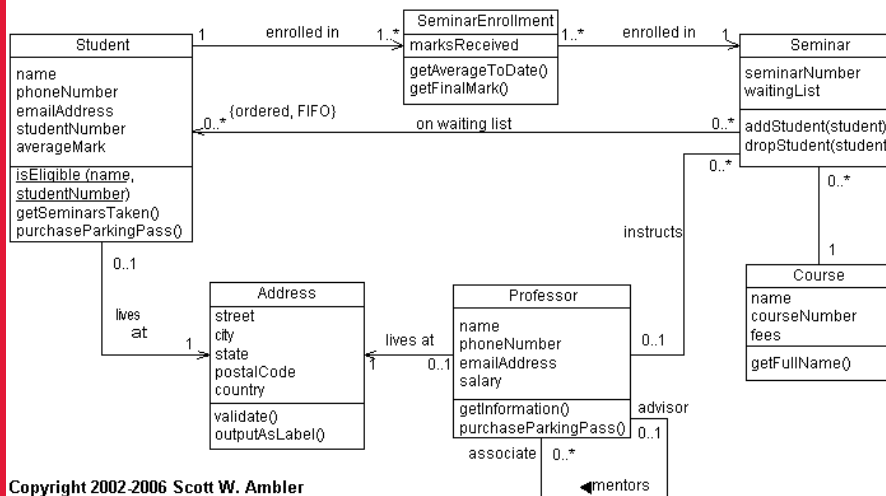 SeminarEnrollment
1
enrolled in
1..*
marksReceived
1..*
enrolled in
1
Student
Seminar
getAverageToDate()
getFinalMark()
name
phoneNumber
emailAddress
studentNumber
averageMark
seminarNumber
waitingList
0..*
{ordered, FIFO}
on waiting list
0..*
addStudent(student)
dropStudent(student
isEligible (name,
studentNumber)
getSeminarsTaken()
purchaseParkingPass()
0..*
0..*
instructs
1
0..1
Course
name
courseNumber
fees
getFullName()
Address
street
city
state
postalCode
country
validate()
outputAsLabel()
Professor
name
phoneNumber
emailAddress
salary
getInformation()
purchaseParkingPass()
lives
at
1
lives at
1
0..1
0..1
advisor
0..1
associate
0..*
mentors
Copyright 2002-2006 Scott W. Ambler